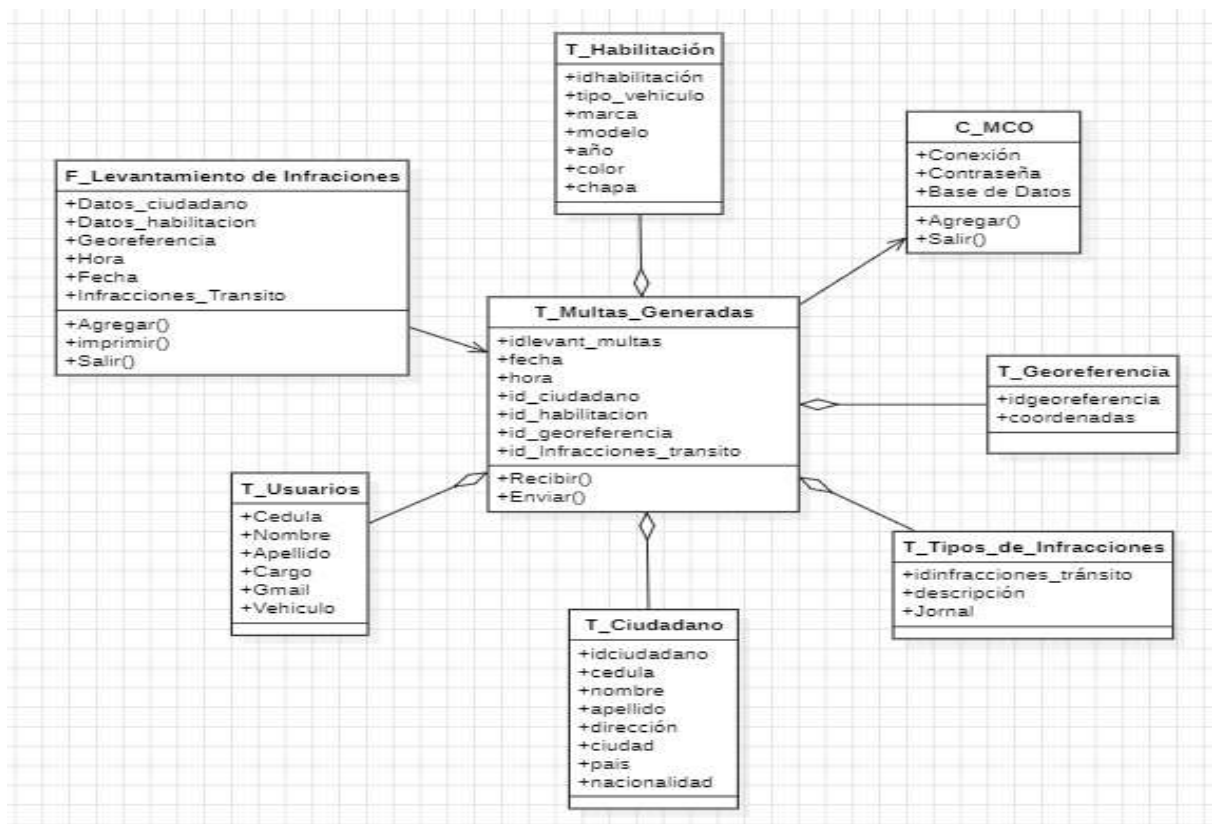 T_Habilitación
+idhabilitación
+tipo_vehiculo
+marca
+modelo
+año
+color
+chapa
C_MCO
+Conexión
+Contraseña
+Base de Datos
+Agregar()
+Salir()
F_Levantamiento de Infraciones
+Datos_ciudadano
+Datos_habilitacion
+Georeferencia
+Hora
+Fecha
+Infracciones_Transito
+Agregar()
+imprimir()
+Salir()
T_Multas_Generadas
+idlevant_multas
+fecha
+hora
+id_ciudadano
+id_habilitacion
+id_georeferencia
+id_Infracciones_transito
+Recibir()
+Enviar()
T_Georeferencia
+idgeoreferencia
+coordenadas
T_Usuarios
+Cedula
+Nombre
+Apellido
+Cargo
+Gmail
+Vehiculo
T_Tipos_de_Infracciones
+idinfracciones_tránsito
+descripción
+Jornal
T_Ciudadano
+idciudadano
+cedula
+nombre
+apellido
+dirección
+ciudad
+pais
+nacionalidad